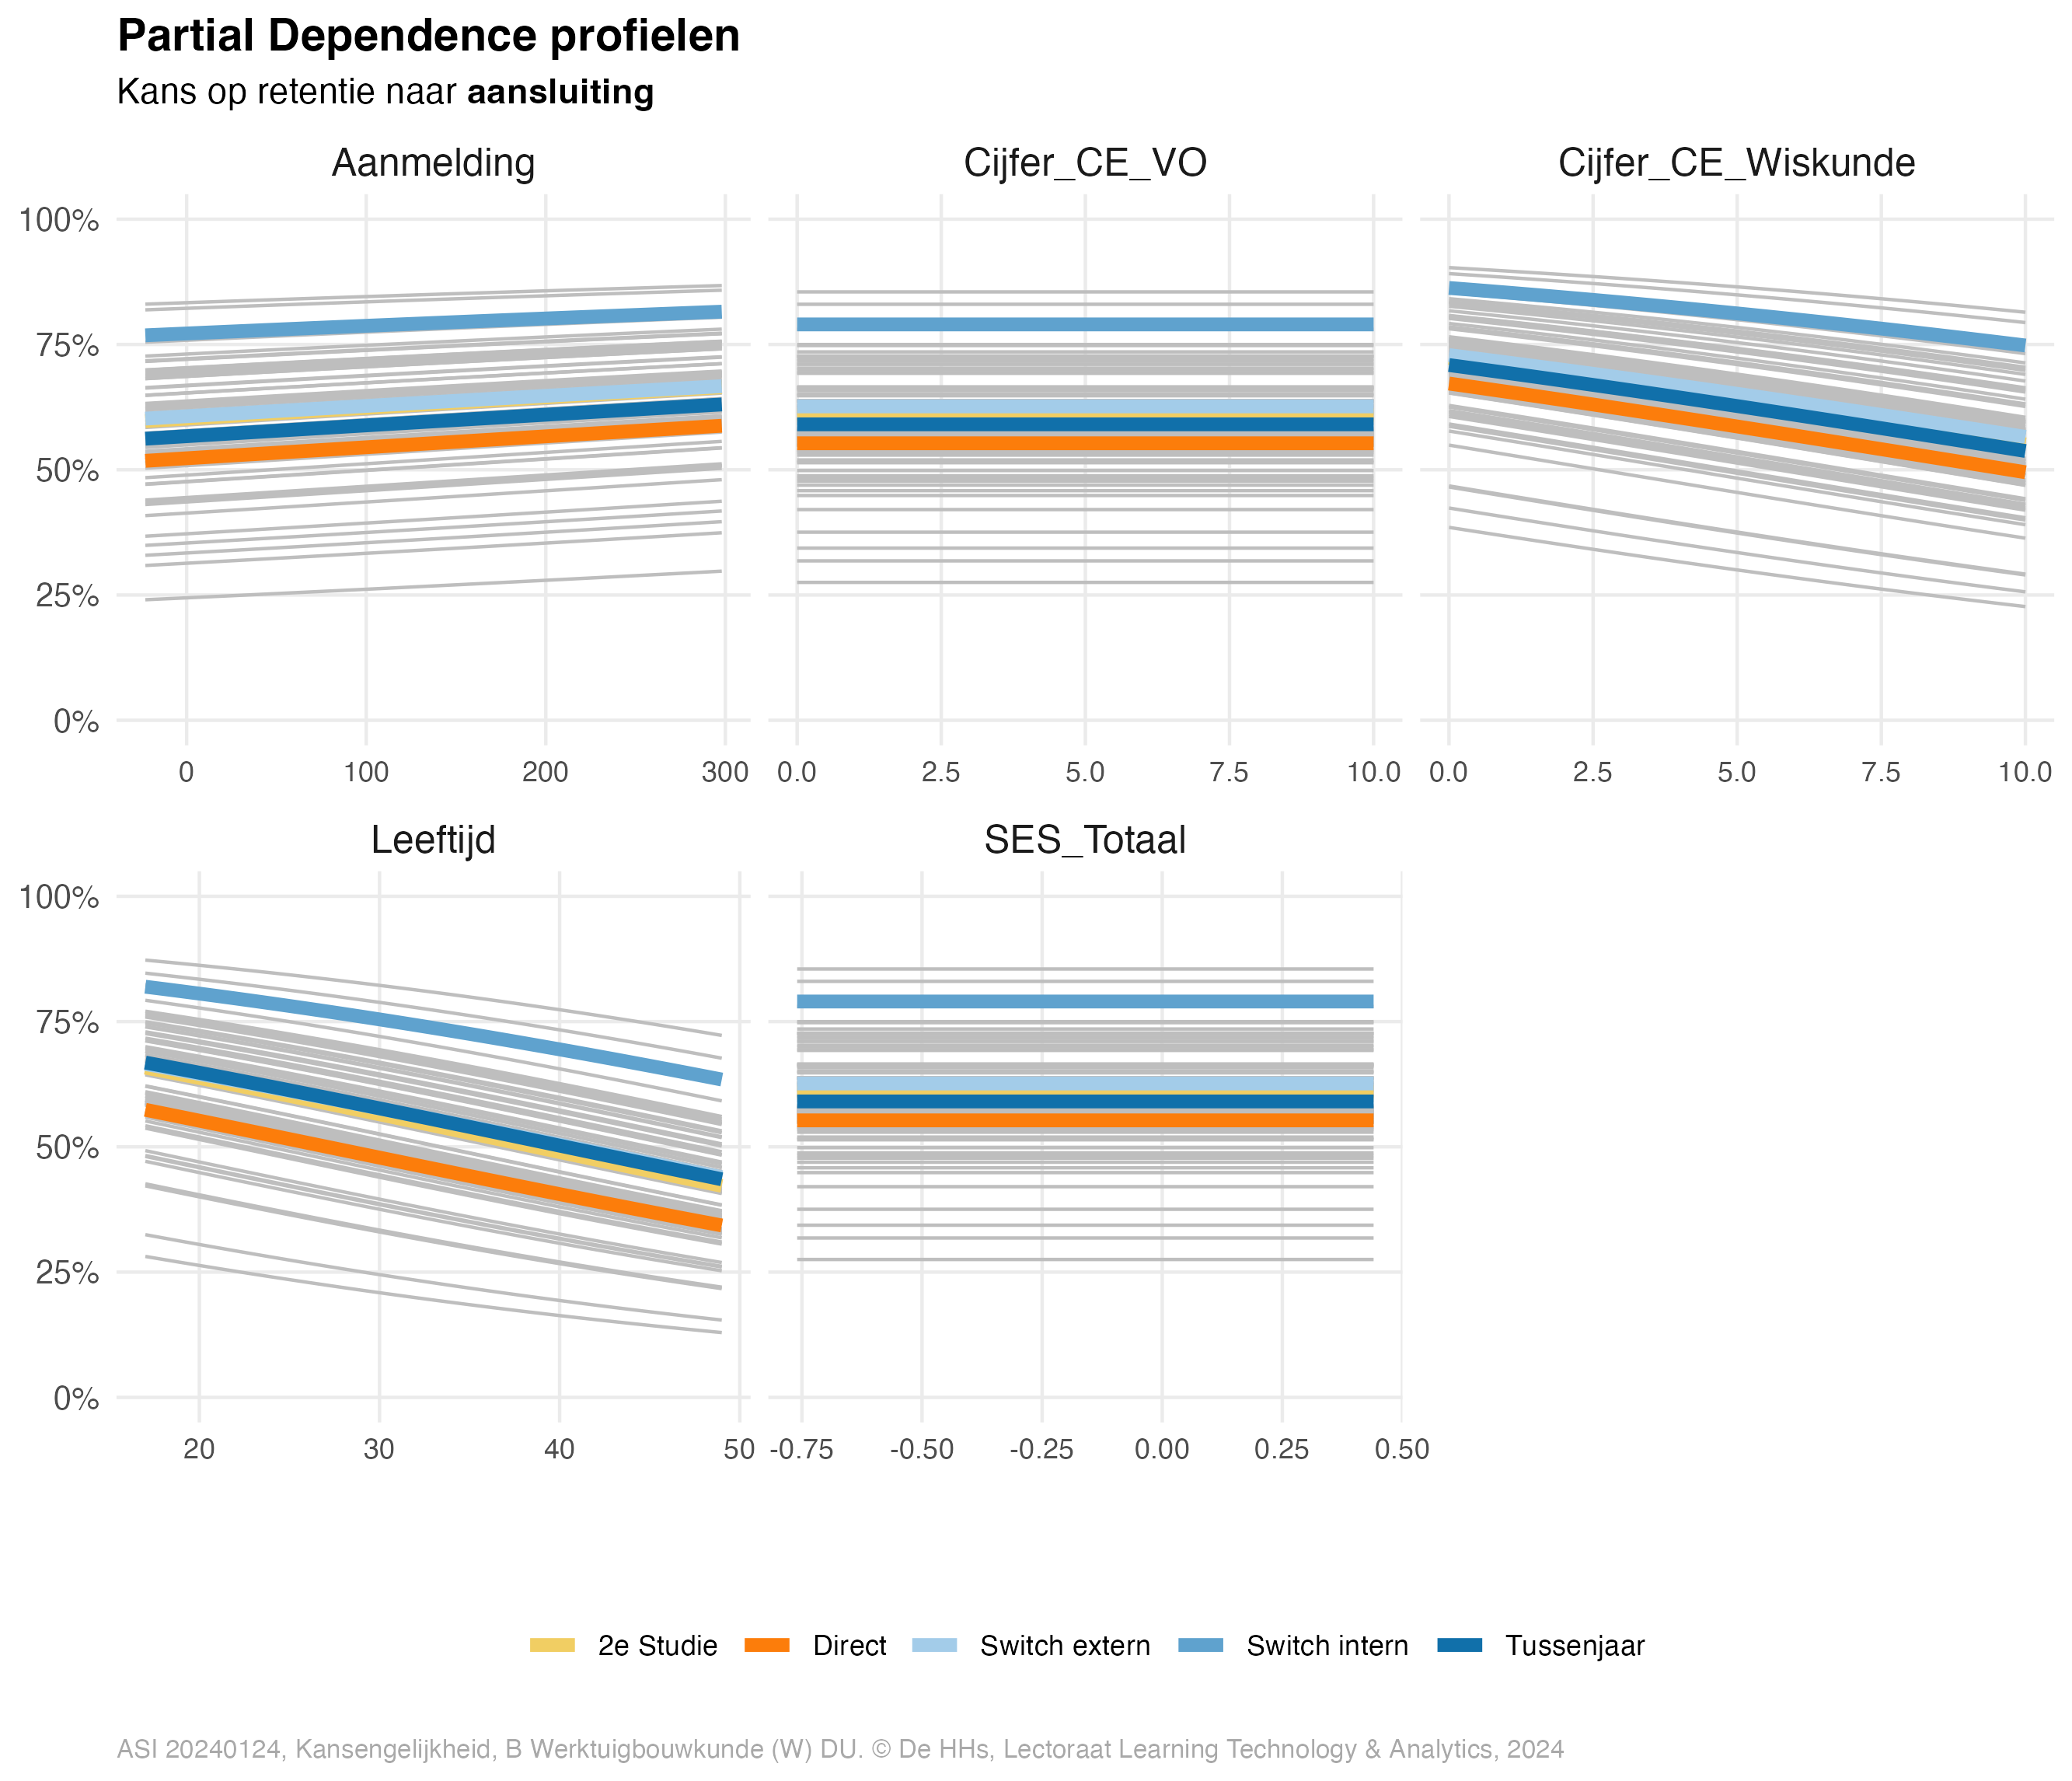 Partial Dependence profielen
Kans op retentie naar aansluiting
Aanmelding Cijfer_CE_VO Cijfer_CE_Wiskunde
100%
75%
50%
25%
0%
0 100 200 300 0.0 2.5 5.0 7.5 10.0 0.0 2.5 5.0 7.5 10.0
Leeftijd SES_Totaal
100%
75%
50%
25%
0%
20 30 40 50 -0.75 -0.50 -0.25 0.00 0.25 0.50
2e Studie Direct Switch extern Switch intern Tussenjaar
ASI 20240124, Kansengelijkheid, B Werktuigbouwkunde (W) DU. © De HHs, Lectoraat Learning Technology & Analytics, 2024